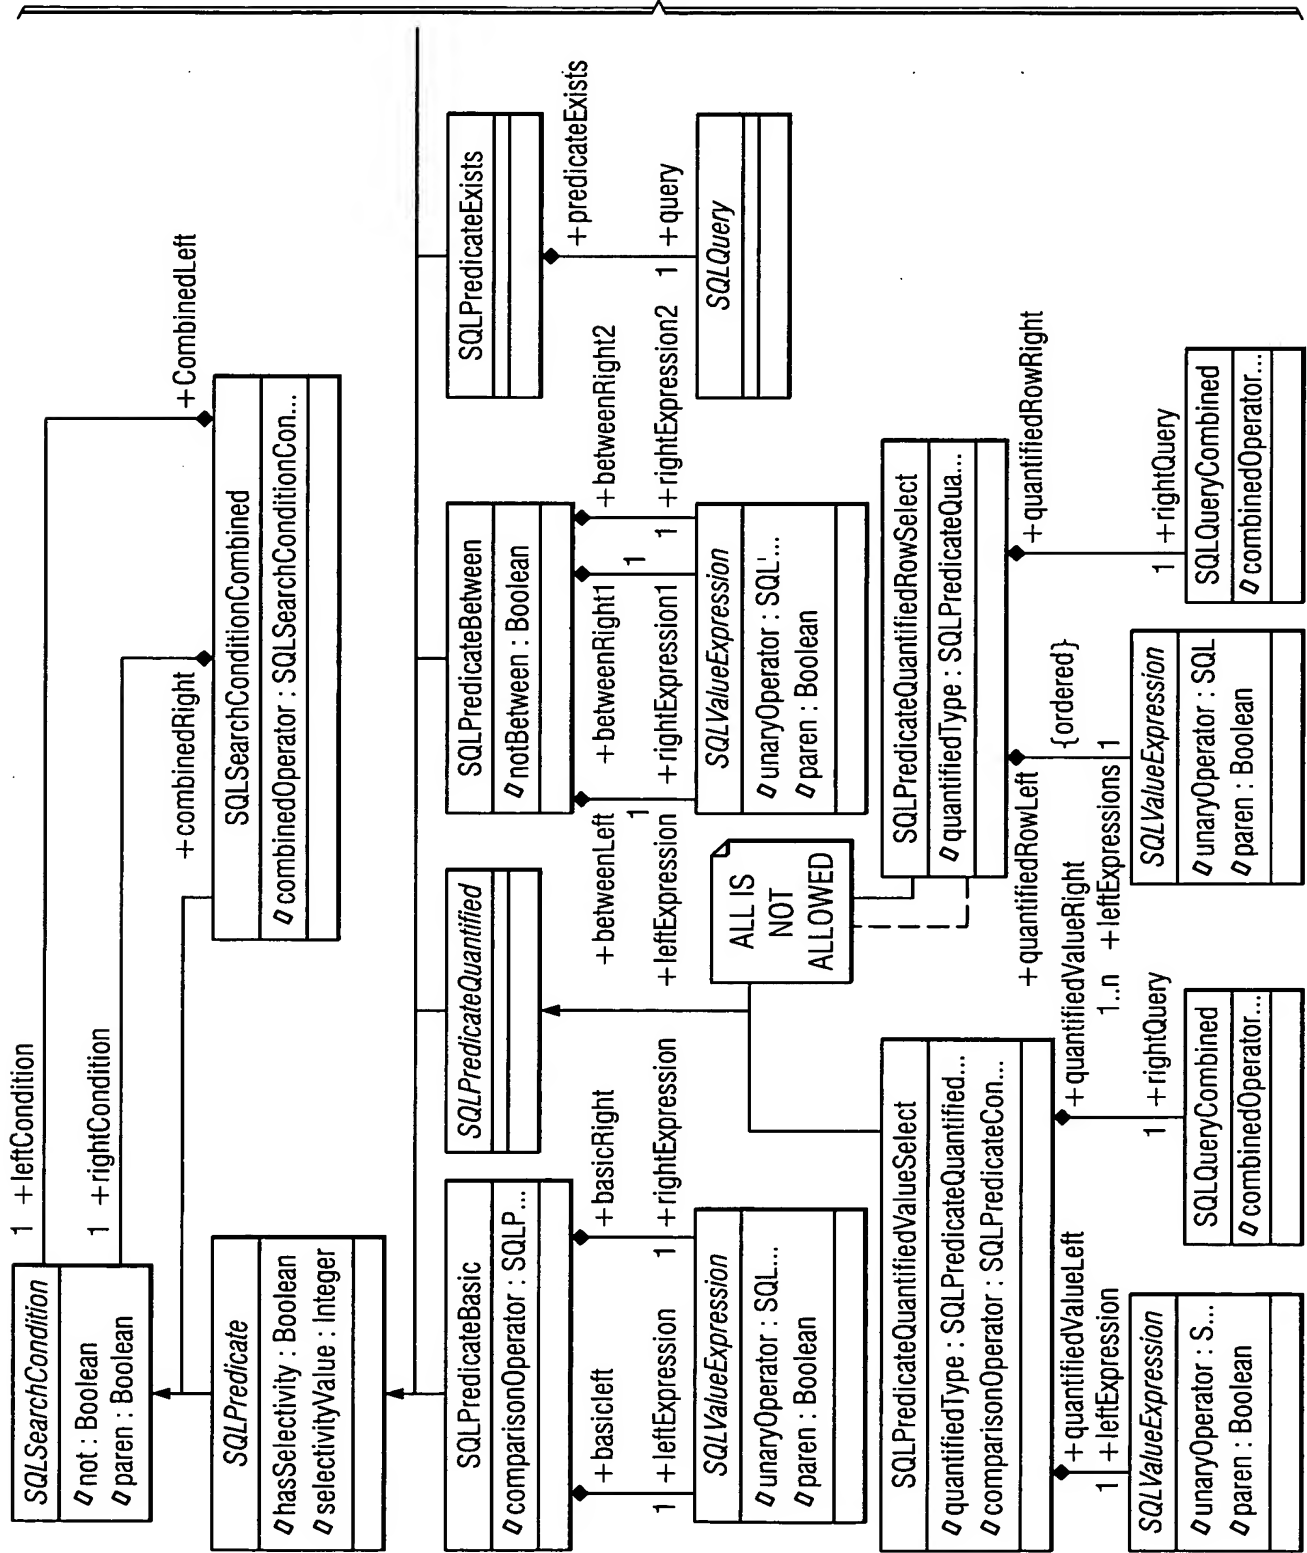 SQLSearchCondition
not : Boolean
paren : Boolean
1 +leftCondition
1 +rightCondition
+combinedRight
+CombinedLeft
SQLPredicate
hasSelectivity : Boolean
selectivityValue : Integer
SQLSearchConditionCombined
combinedOperator : SQLSearchConditionCon...
SQLPredicateBasic
comparisonOperator : SQLP...
SQLPredicateQuantified
SQLPredicateBetween
notBetween : Boolean
SQLPredicateExists
+basicleft
+basicRight
1 +leftExpression
1 +rightExpression
+betweenLeft
+betweenRight1
+betweenRight2
+leftExpression
1
+rightExpression1
1
1 +rightExpression2
+predicateExists
1 +query
SQLValueExpression
unaryOperator : SQL...
paren : Boolean
SQLValueExpression
unaryOperator : SQL'...
paren : Boolean
SQLQuery
ALL IS
NOT
ALLOWED
SQLPredicateQuantifiedValueSelect
quantifiedType : SQLPredicateQuantified...
comparisonOperator : SQLPredicateCon...
SQLPredicateQuantifiedRowSelect
quantifiedType : SQLPredicateQua...
+quantifiedValueLeft
1 +leftExpression
+quantifiedValueRight
1 +rightQuery
+quantifiedRowLeft
{ordered}
1..n +leftExpressions 1
+quantifiedRowRight
1 +rightQuery
SQLValueExpression
unaryOperator : S...
paren : Boolean
SQLQueryCombined
combinedOperator...
SQLValueExpression
unaryOperator : SQL
paren : Boolean
SQLQueryCombined
combinedOperator...